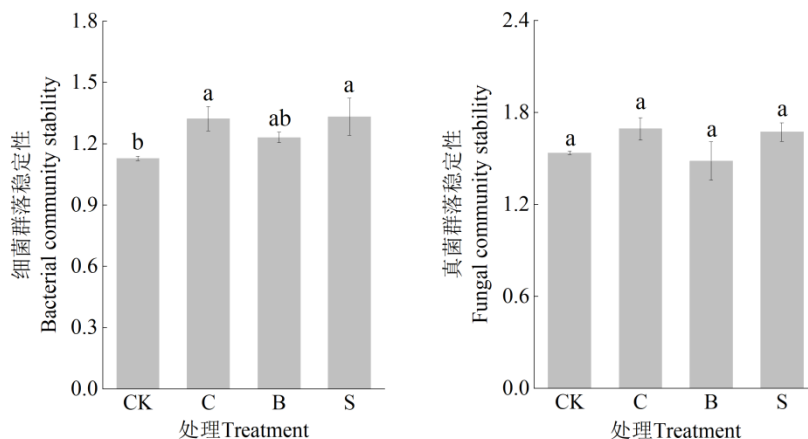 细菌群落稳定性
Bacterial community stability
1.8
1.5
1.2
0.9
0.6
0.3
0.0
b
a
ab
a
CK
C
B
S
处理Treatment
真菌群落稳定性
Fungal community stability
2.4
1.8
1.2
0.6
0.0
a
a
a
a
CK
C
B
S
处理Treatment